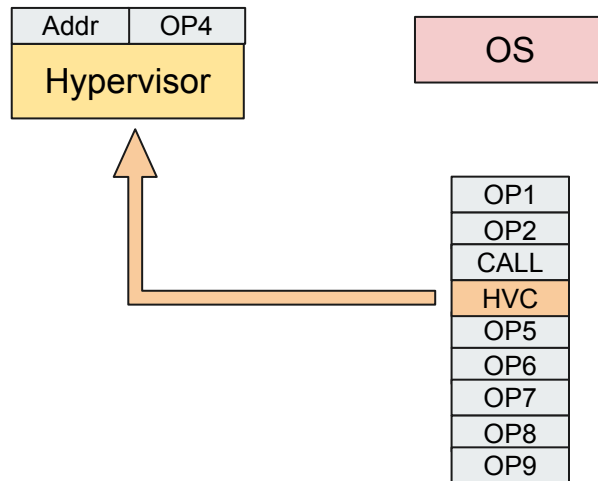 Addr OP4
Hypervisor
OS
OP1
OP2
CALL
HVC
OP5
OP6
OP7
OP8
OP9